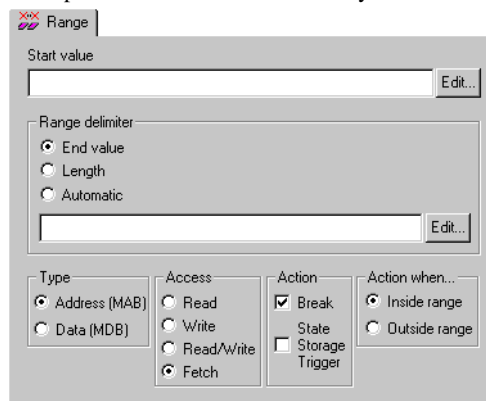 Range
Start value
Edit...
Range delimiter
End value
Length
Automatic
Edit...
Type
Address (MAB)
Data (MDB)
Access
Read
Write
Read/Write
Fetch
Action
Break
State
Storage
Trigger
Action when...
Inside range
Outside range